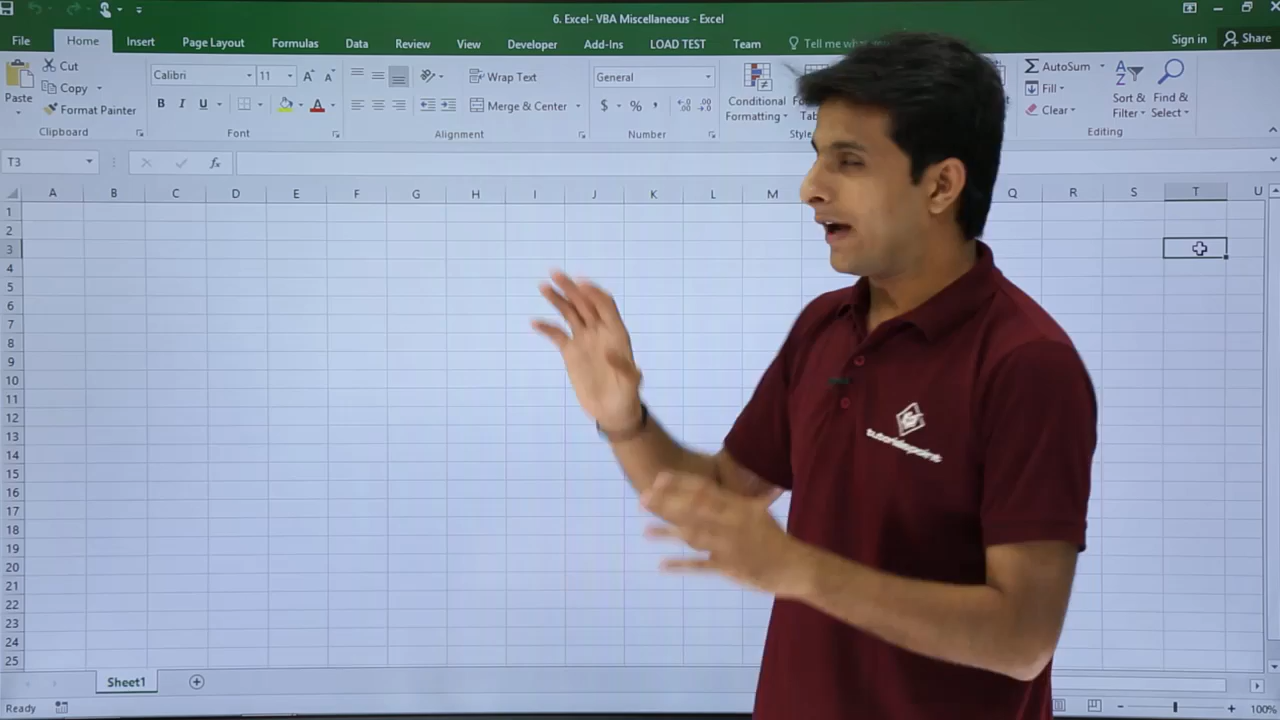 6. Excel- VBA Miscellaneous - Excel
File Home Insert Page Layout Formulas Data Review View Developer Add-Ins LOAD TEST Team Tell me what Sign in Share
Paste
Cut
Copy
Format Painter
Clipboard
Calibri 11 A A
B I U A
Font
Wrap Text
Merge & Center
Alignment
General
$ % ,
Number
Conditional
Formatting
AutoSum
Fill
Clear
Sort &
Filter
Find &
Select
Editing
T3 fx
A B C D E F G H I J K L M Q R S T U
1
2
3
4
5
6
7
8
9
10
11
12
13
14
15
16
17
18
19
20
21
22
23
24
25
tutorialspoint
Sheet1
Ready 100%